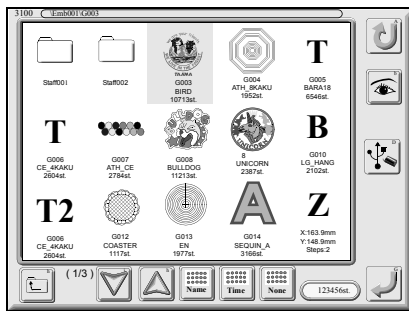 3100 \Emb001\G003
Staff001 Staff002 TAJIMA G003 BIRD 10713st.
G004 ATH_8KAKU 1952st.
T G005 BARA18 6546st.
T G006 CE_4KAKU 2604st.
G007 ATH_CE 2784st.
G008 BULLDOG 11213st.
UNICORN 8 UNICORN 2387st.
B G010 LG_HANG 2102st.
T2 G006 CE_4KAKU 2604st.
G012 COASTER 1117st.
G013 EN 1977st.
A G014 SEQUIN_A 3166st.
Z X:163.9mm Y:148.9mm Steps:2
(1/3) Name Time None 123456st.